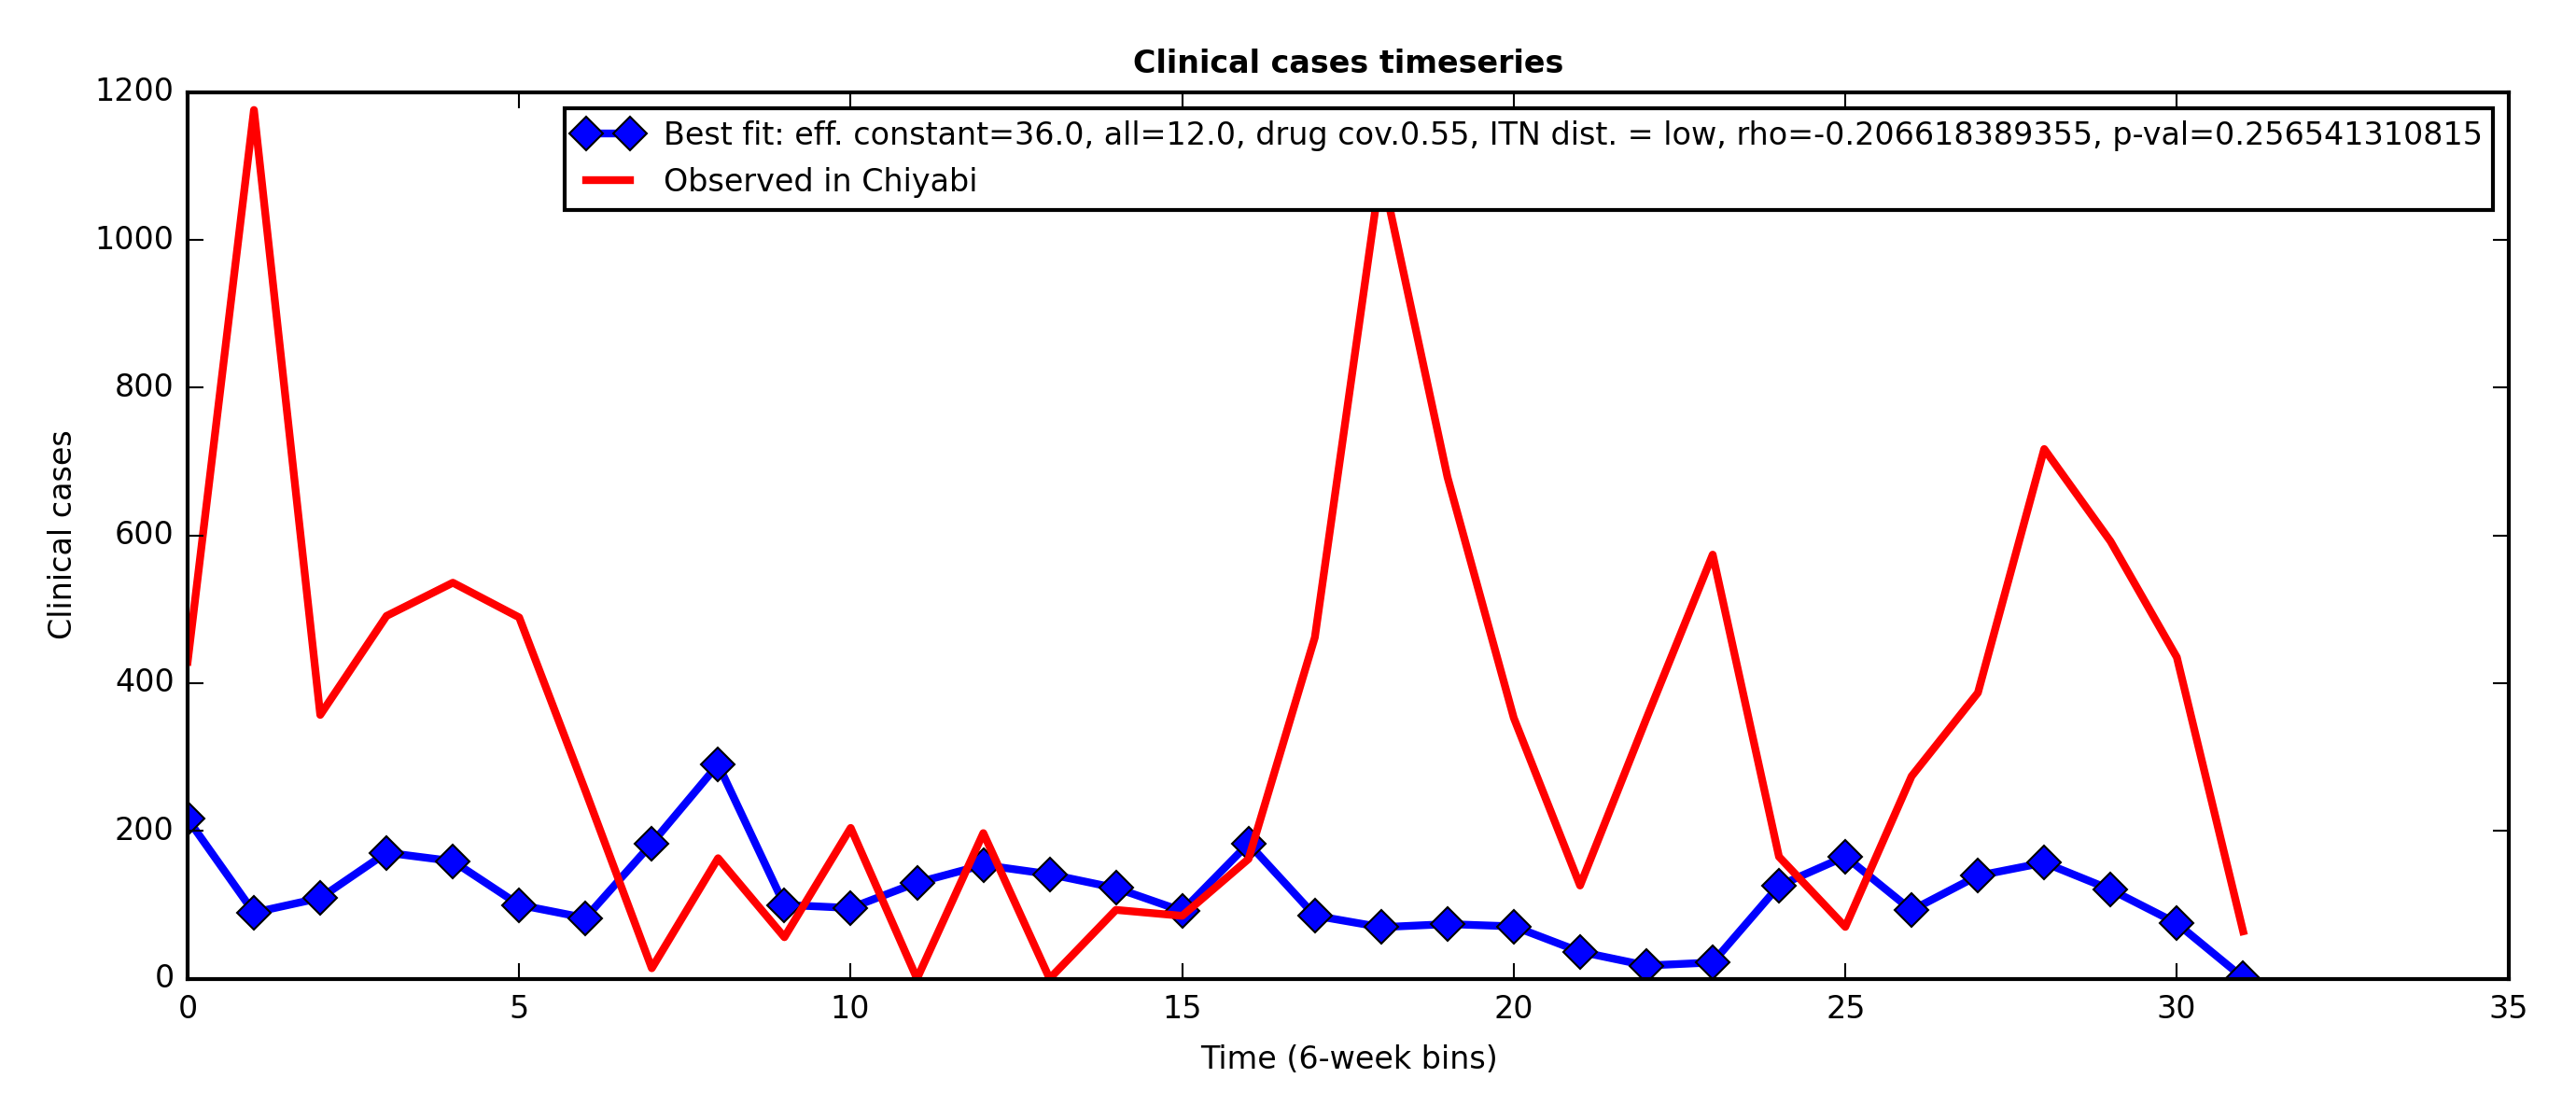 Clinical cases timeseries
1200
1000
800
600
400
200
0
Clinical cases
Best fit: eff. constant=36.0, all=12.0, drug cov.0.55, ITN dist. = low, rho=-0.206618389355, p-val=0.256541310815
Observed in Chiyabi
0 5 10 15 20 25 30 35
Time (6-week bins)